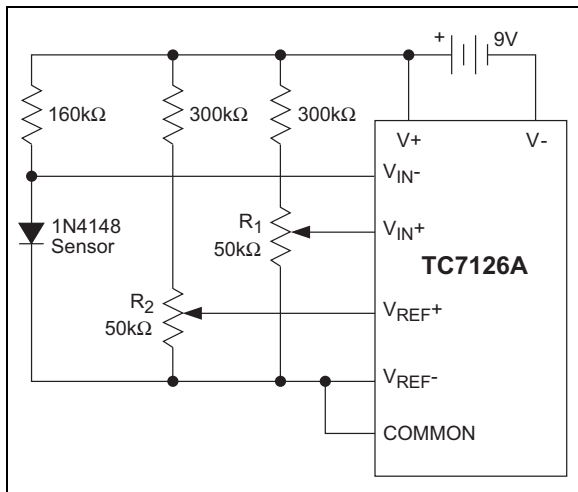 + 9V
160kΩ 300kΩ 300kΩ
V+ V-
VIN-
1N4148
Sensor
R1
50kΩ
VIN+
TC7126A
R2
50kΩ
VREF+
VREF-
COMMON